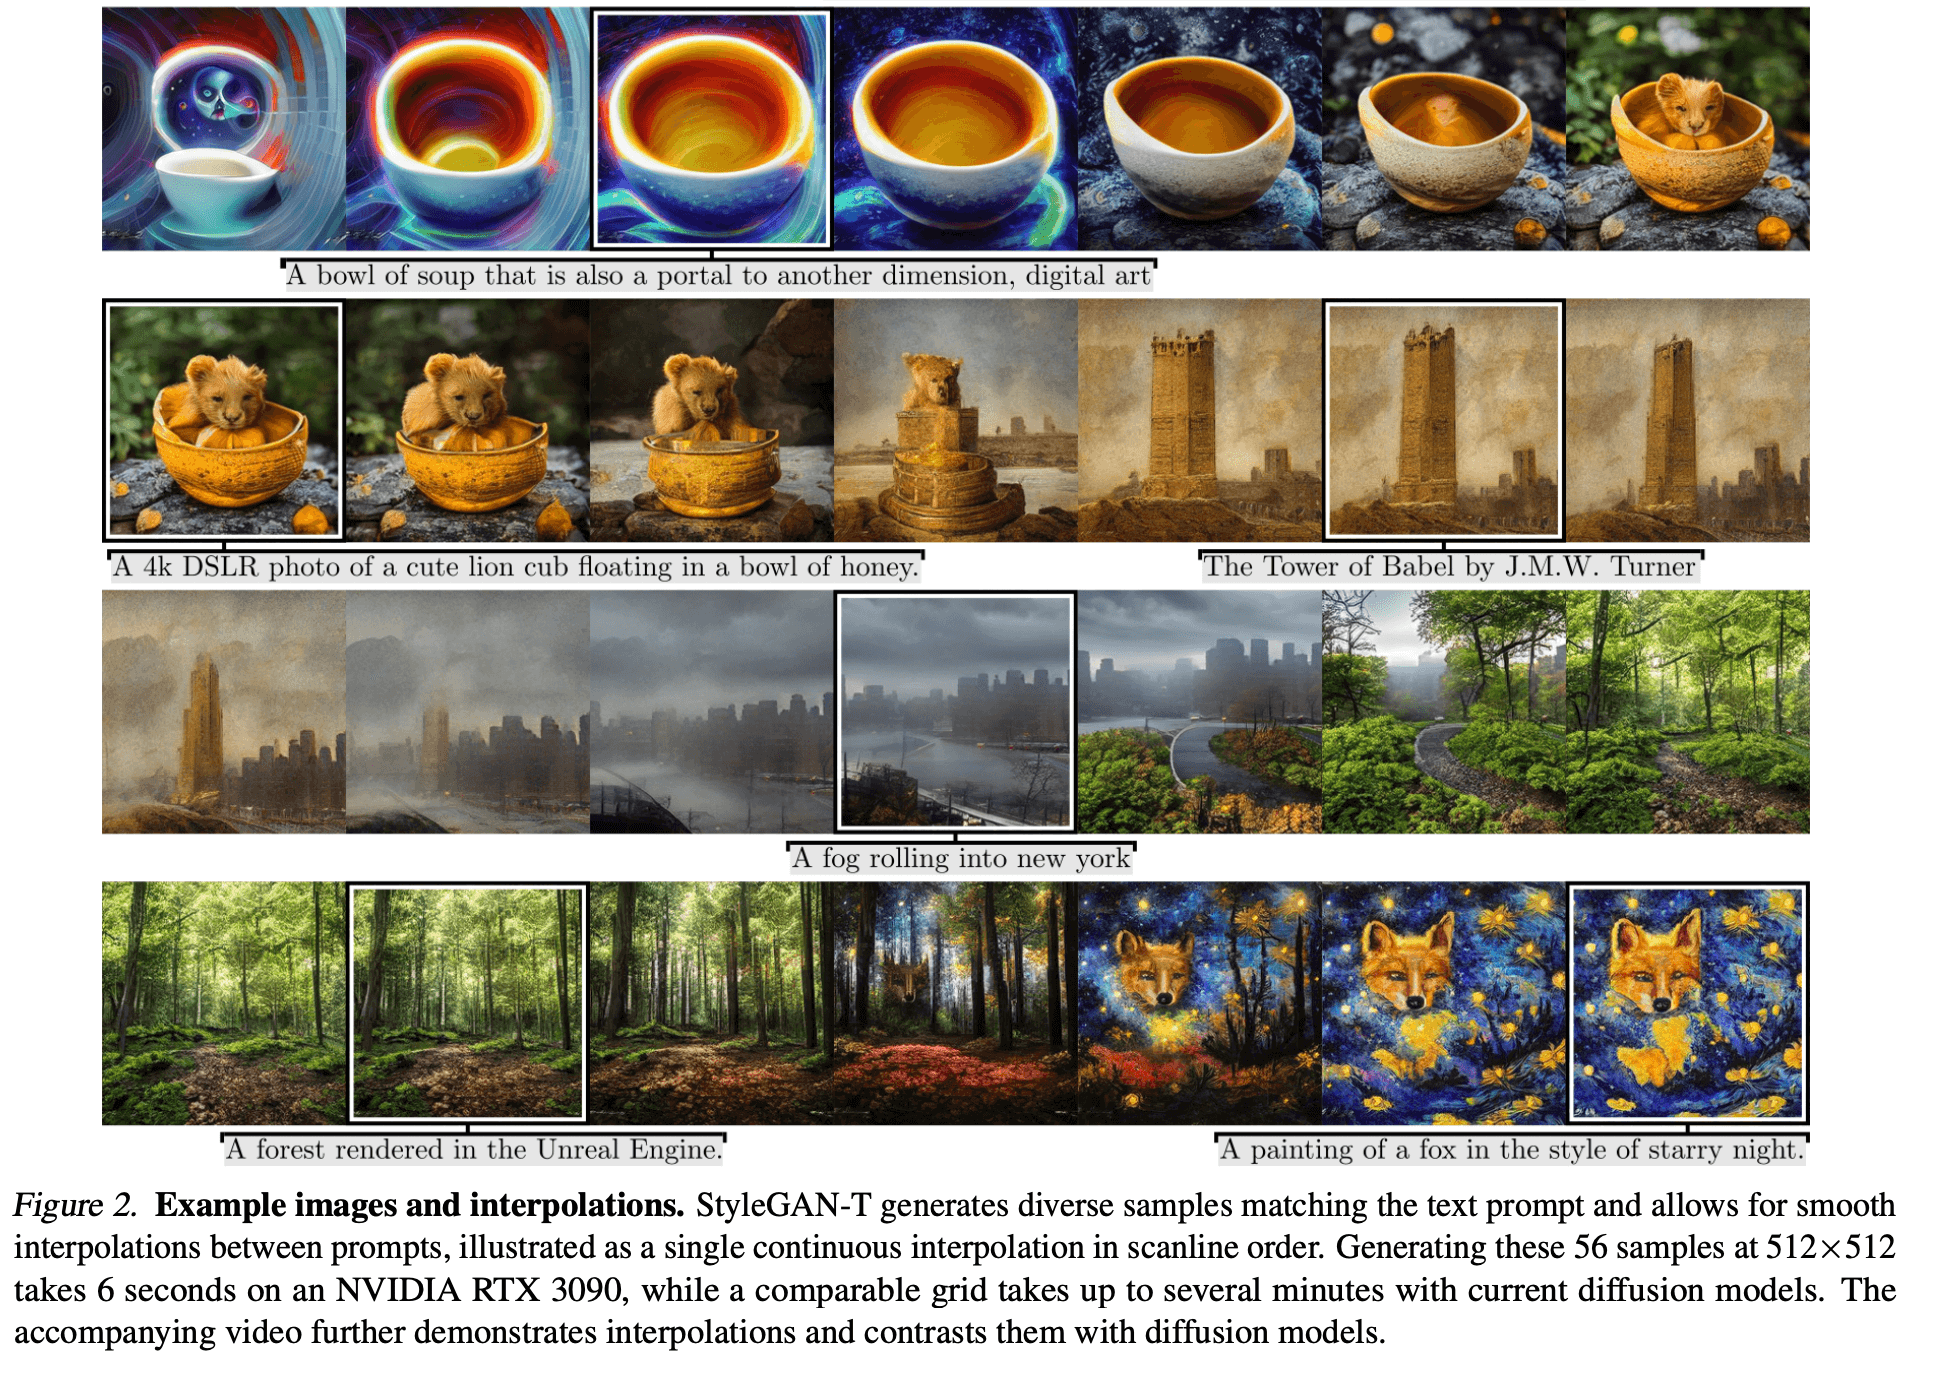 A bowl of soup that is also a portal to another dimension, digital art
A 4k DSLR photo of a cute lion cub floating in a bowl of honey.
The Tower of Babel by J.M.W. Turner
A fog rolling into new york
A forest rendered in the Unreal Engine.
A painting of a fox in the style of starry night.
Figure 2. Example images and interpolations. StyleGAN-T generates diverse samples matching the text prompt and allows for smooth
interpolations between prompts, illustrated as a single continuous interpolation in scanline order. Generating these 56 samples at 512×512
takes 6 seconds on an NVIDIA RTX 3090, while a comparable grid takes up to several minutes with current diffusion models. The
accompanying video further demonstrates interpolations and contrasts them with diffusion models.